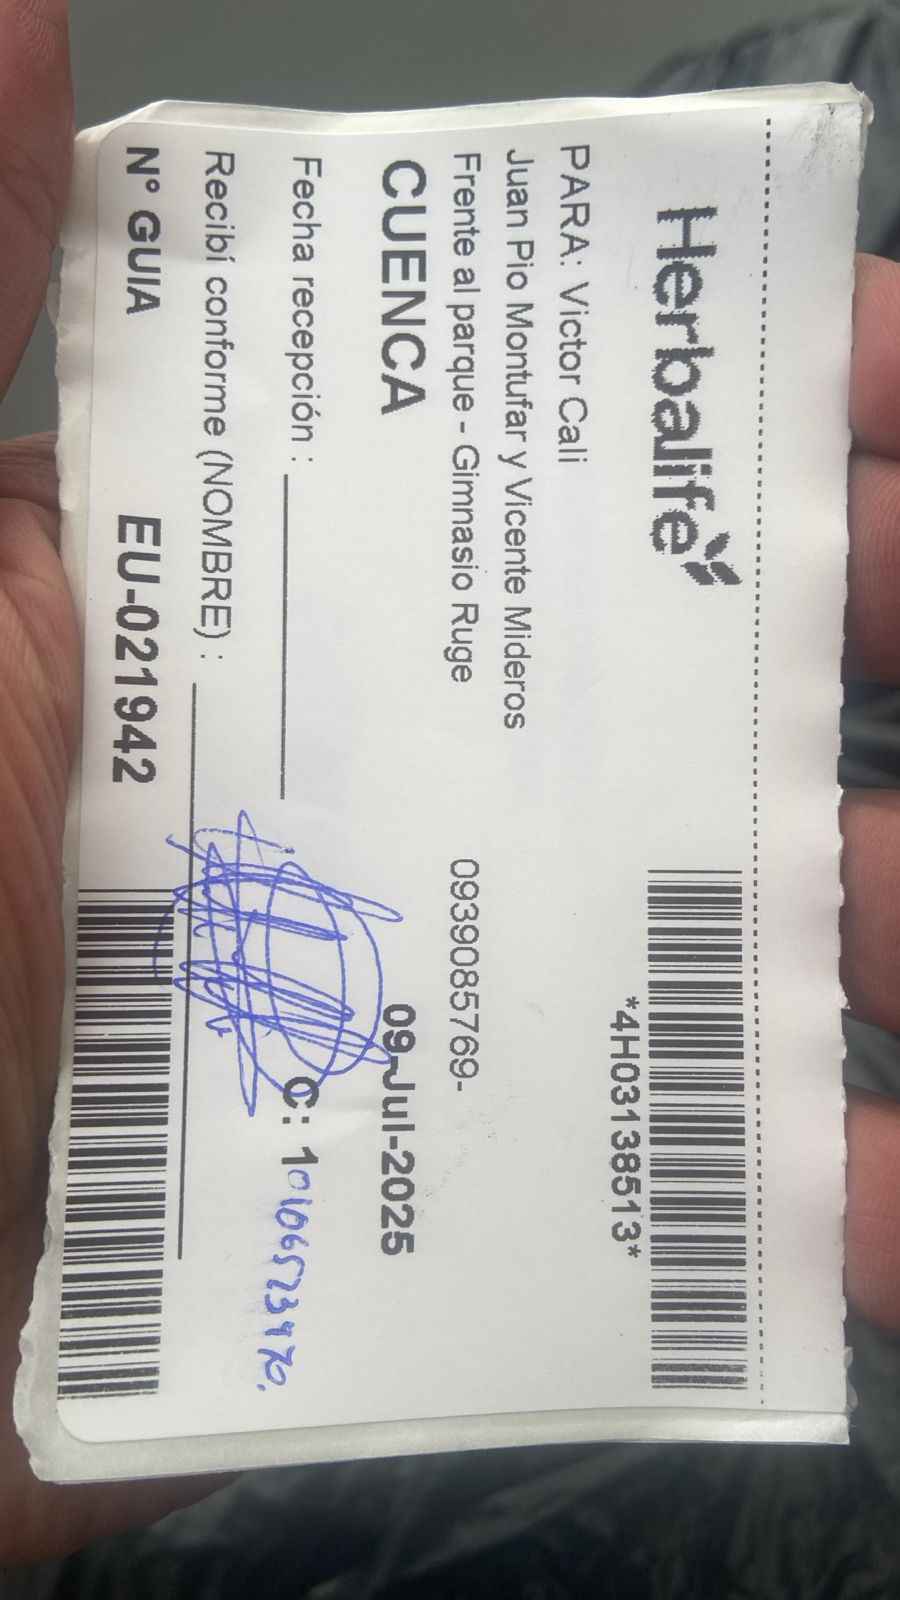 Herbalife
*4H03138513*
PARA: Victor Cali
Juan Pio Montufar y Vicente Mideros
Frente al parque - Gimnasio Ruge 0939085769-
CUENCA 09-Jul-2025
Fecha recepción : C: 1
Recibí conforme (NOMBRE) :
N° GUIA EU-021942